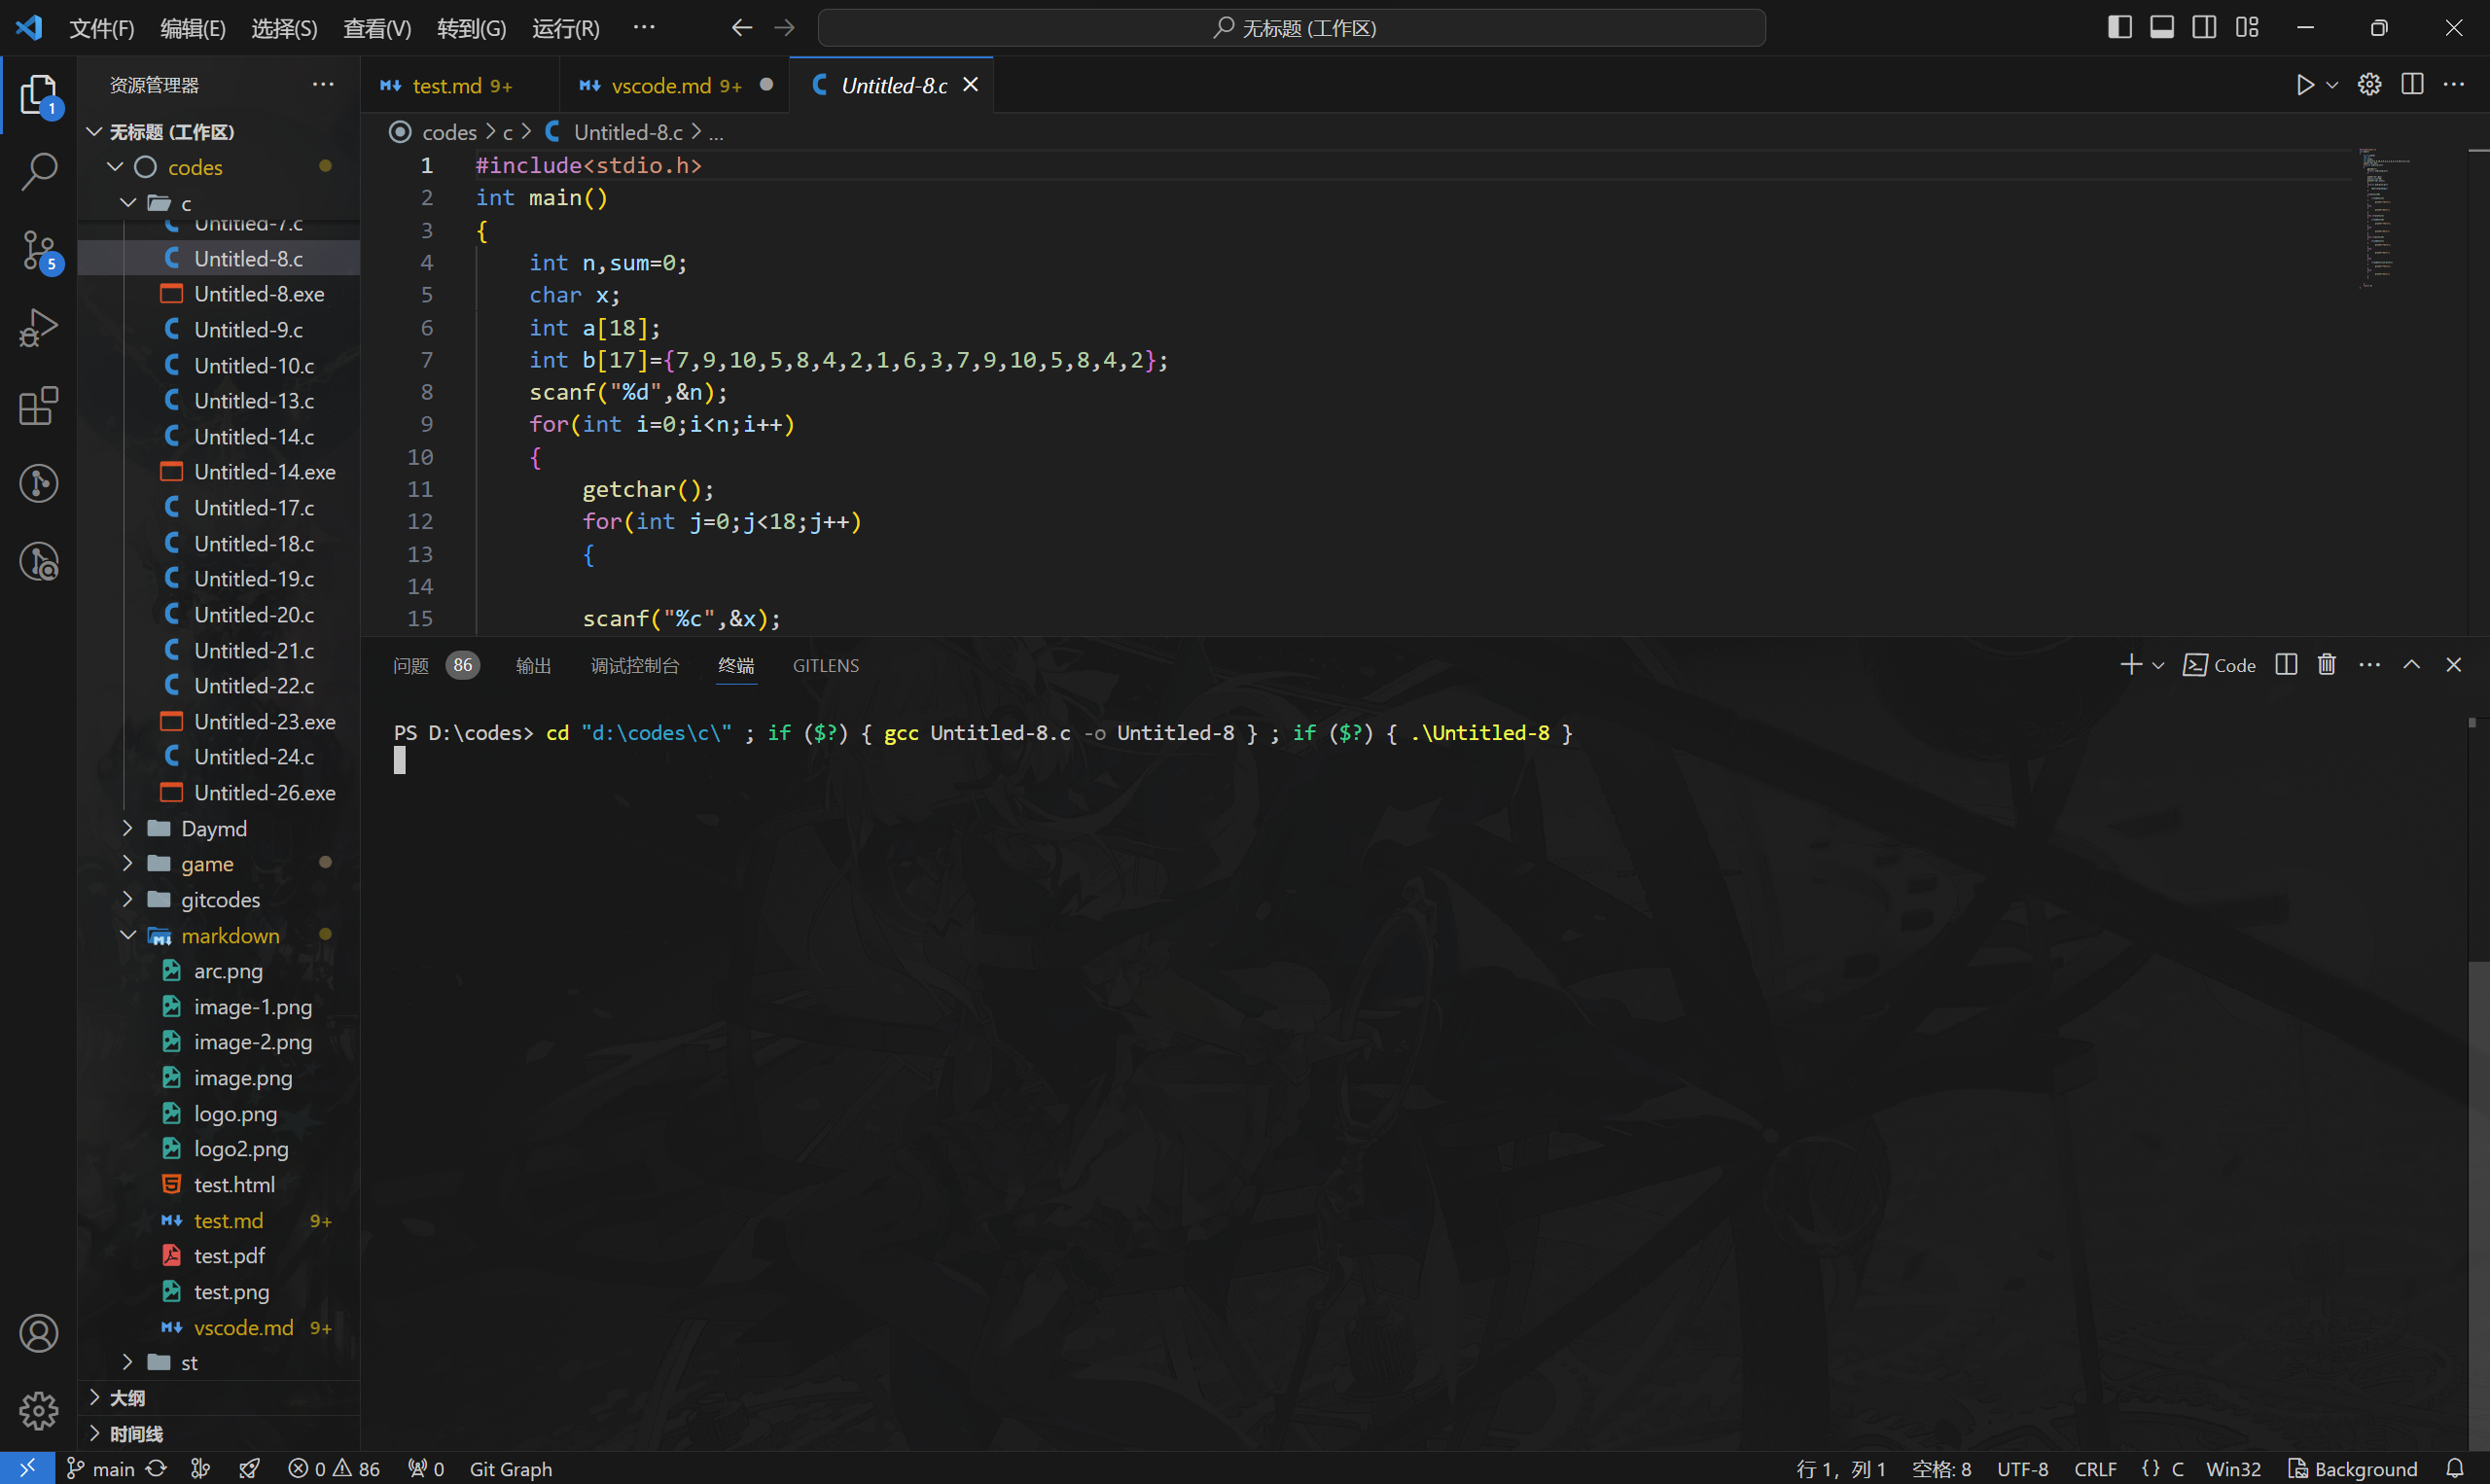 文件(F) 编辑(E) 选择(S) 查看(V) 转到(G) 运行(R) ··· 无标题 (工作区)
资源管理器 ···
无标题 (工作区)
codes
c
Untitled-7.c
Untitled-8.c
Untitled-8.exe
Untitled-9.c
Untitled-10.c
Untitled-13.c
Untitled-14.c
Untitled-14.exe
Untitled-17.c
Untitled-18.c
Untitled-19.c
Untitled-20.c
Untitled-21.c
Untitled-22.c
Untitled-23.exe
Untitled-24.c
Untitled-26.exe
Daymd
game
gitcodes
markdown
arc.png
image-1.png
image-2.png
image.png
logo.png
logo2.png
test.html
test.md 9+
test.pdf
test.png
vscode.md 9+
st
大纲
时间线
1
5
test.md 9+ vscode.md 9+ Untitled-8.c
codes > c > Untitled-8.c > ...
1 #include<stdio.h>
2 int main()
3 {
4 int n,sum=0;
5 char x;
6 int a[18];
7 int b[17]={7,9,10,5,8,4,2,1,6,3,7,9,10,5,8,4,2};
8 scanf("%d",&n);
9 for(int i=0;i<n;i++)
10 {
11 getchar();
12 for(int j=0;j<18;j++)
13 {
14
15 scanf("%c",&x);
问题 86 输出 调试控制台 终端 GITLENS Code
PS D:\codes> cd "d:\codes\c\" ; if ($?) { gcc Untitled-8.c -o Untitled-8 } ; if ($?) { .\Untitled-8 }
main 0 86 0 Git Graph 行 1，列 1 空格: 8 UTF-8 CRLF {} C Win32 Background